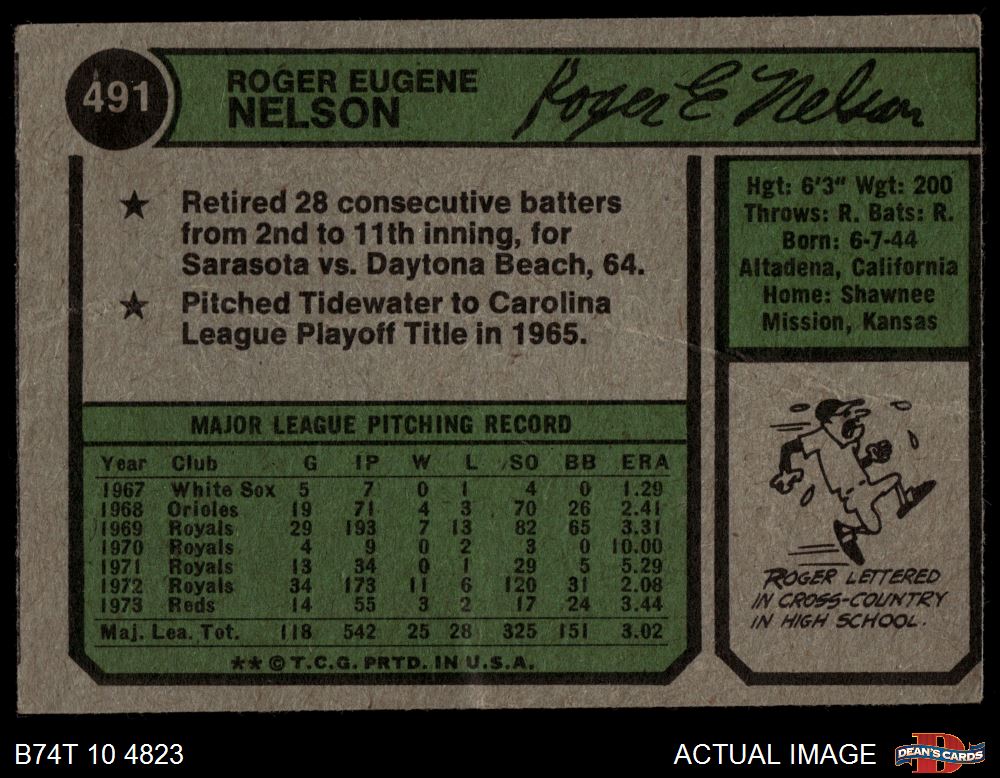 491
ROGER EUGENE
NELSON
Roger E Nelson
★ Retired 28 consecutive batters
from 2nd to 11th inning, for
Sarasota vs. Daytona Beach, 64.
★ Pitched Tidewater to Carolina
League Playoff Title in 1965.
Hgt: 6'3" Wgt: 200
Throws: R. Bats: R.
Born: 6-7-44
Altadena, California
Home: Shawnee
Mission, Kansas
MAJOR LEAGUE PITCHING RECORD
Year Club G IP W L SO BB ERA
1967 White Sox 5 7 0 1 4 0 1.29
1968 Orioles 19 71 4 3 70 26 2.41
1969 Royals 29 193 7 13 82 65 3.31
1970 Royals 4 9 0 2 3 0 10.00
1971 Royals 13 34 0 1 29 5 5.29
1972 Royals 34 173 11 6 120 31 2.08
1973 Reds 14 55 3 2 17 24 3.44
Maj. Lea. Tot. 118 542 25 28 325 151 3.02
** © T.C.G. PRTD. IN U.S.A.
ROGER LETTERED
IN CROSS-COUNTRY
IN HIGH SCHOOL.
B74T 10 4823
ACTUAL IMAGE
DEAN'S CARDS